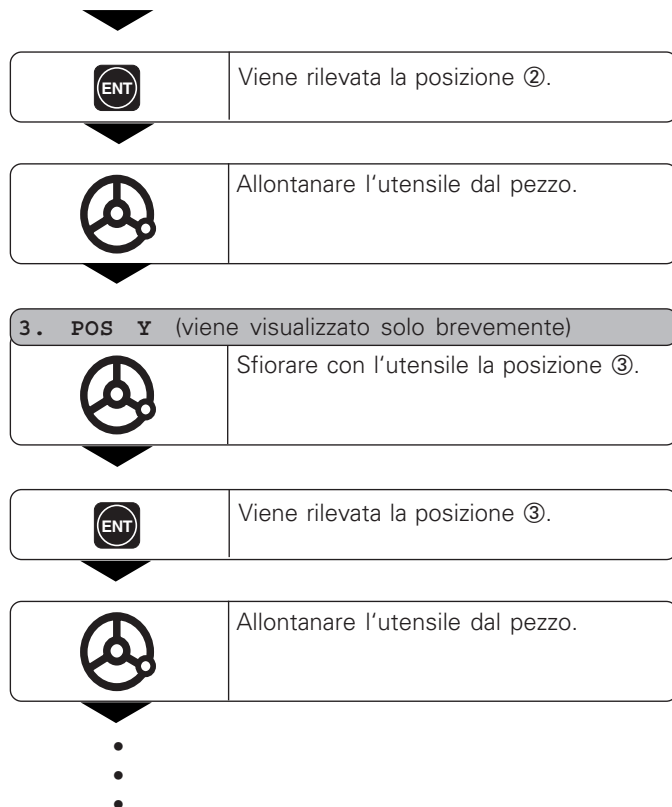 ENT
Viene rilevata la posizione ②.
Allontanare l'utensile dal pezzo.
3. POS Y (viene visualizzato solo brevemente)
Sfiorare con l'utensile la posizione ③.
ENT
Viene rilevata la posizione ③.
Allontanare l'utensile dal pezzo.